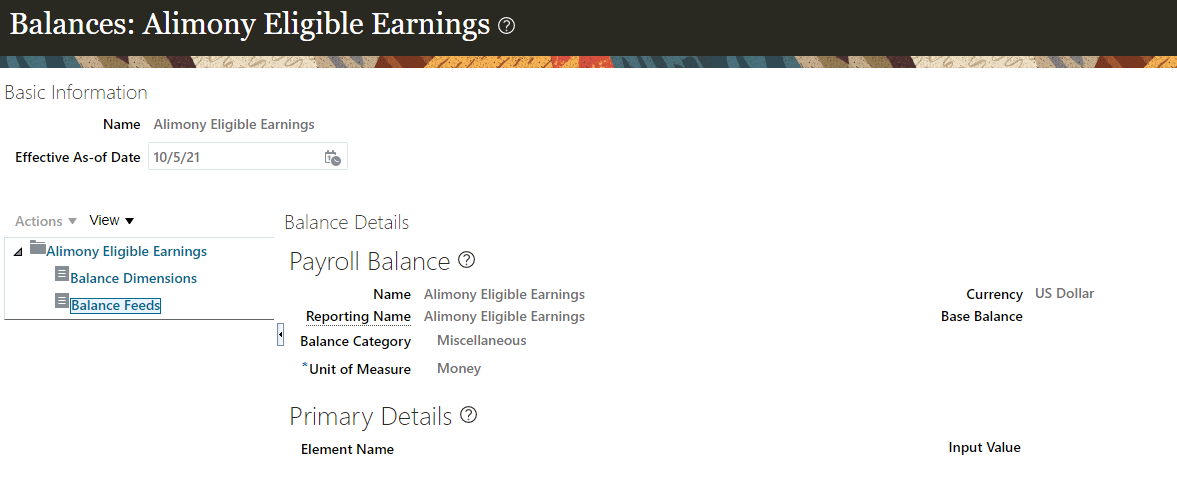 Balances: Alimony Eligible Earnings
Basic Information
Name Alimony Eligible Earnings
Effective As-of Date 10/5/21
Actions View
Alimony Eligible Earnings
Balance Dimensions
Balance Feeds
Balance Details
Payroll Balance
Name Alimony Eligible Earnings Currency US Dollar
Reporting Name Alimony Eligible Earnings Base Balance
Balance Category Miscellaneous
*Unit of Measure Money
Primary Details
Element Name Input Value